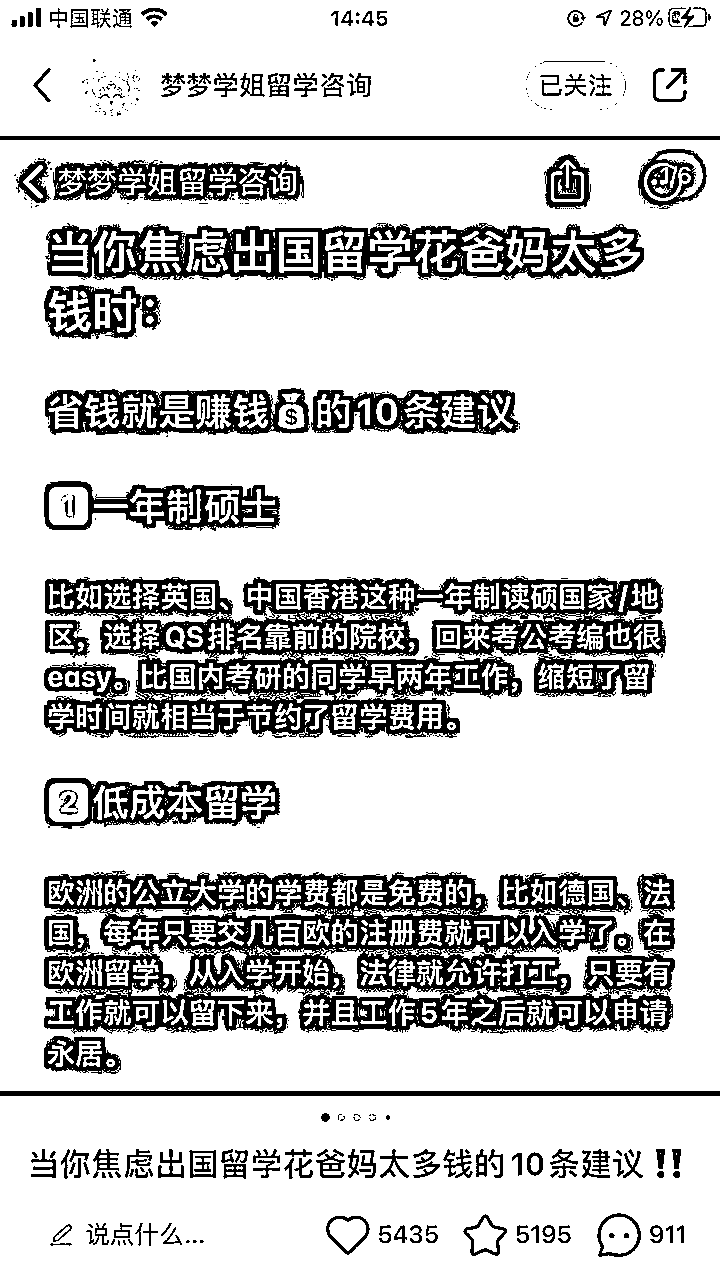 中国联通 14:45 28%
梦梦学姐留学咨询 已关注
梦梦学姐留学咨询
当你焦虑出国留学花爸妈太多
钱时:
省钱就是赚钱💰的10条建议
1️⃣一年制硕士
比如选择英国、中国香港这种一年制读硕国家/地
区，选择QS排名靠前的院校，回来考公考编也很
easy。比国内考研的同学早两年工作，缩短了留
学时间就相当于节约了留学费用。
2️⃣低成本留学
欧洲的公立大学的学费都是免费的，比如德国、法
国，每年只要交几百欧的注册费就可以入学了。在
欧洲留学，从入学开始，法律就允许打工，只要有
工作就可以留下来，并且工作5年之后就可以申请
永居。
当你焦虑出国留学花爸妈太多钱的10条建议‼️
说点什么... 5435 5195 911